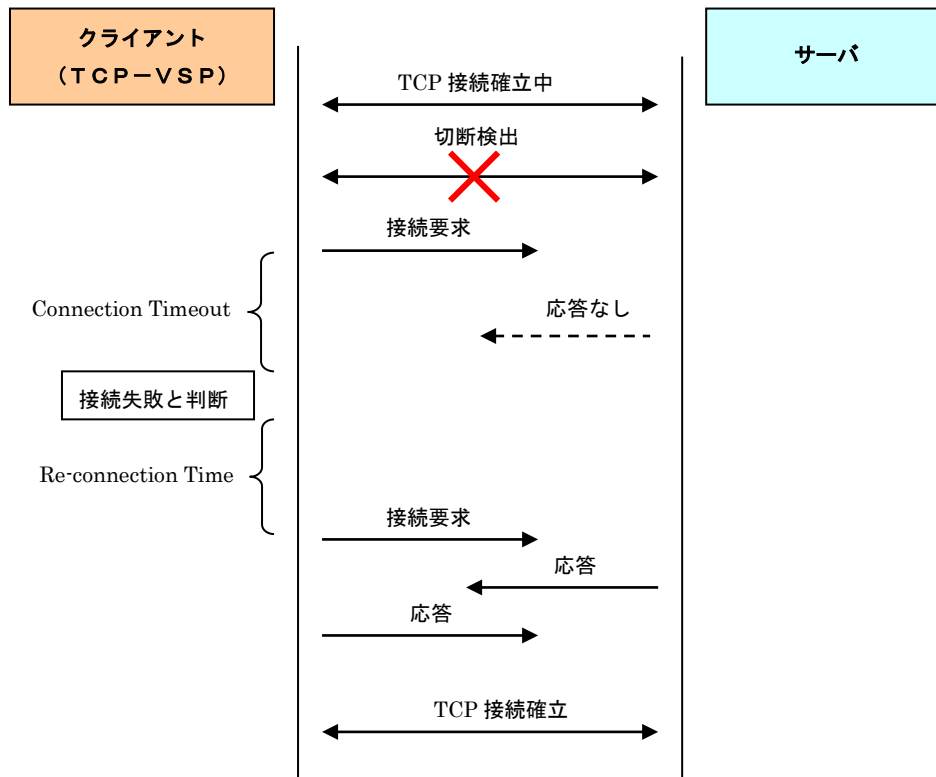 クライアント
（ＴＣＰ－ＶＳＰ）
サーバ
TCP 接続確立中
切断検出
接続要求
Connection Timeout
応答なし
接続失敗と判断
Re-connection Time
接続要求
応答
応答
TCP 接続確立